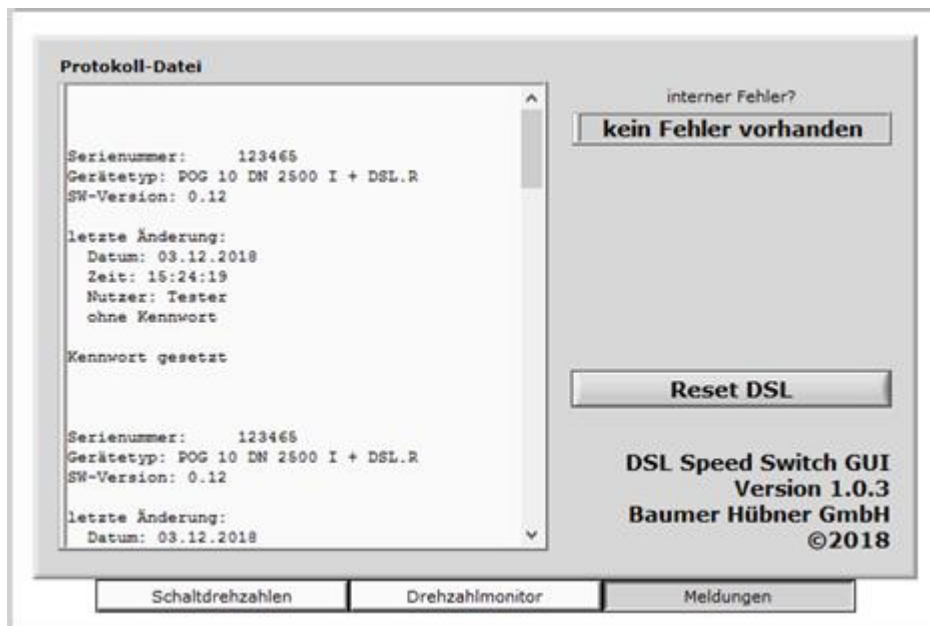 Protokoll-Datei
Serienummer: 123465
Gerätetyp: POG 10 DN 2500 I + DSL.R
SW-Version: 0.12
letzte Änderung:
Datum: 03.12.2018
Zeit: 15:24:19
Nutzer: Tester
ohne Kennwort
Kennwort gesetzt
Serienummer: 123465
Gerätetyp: POG 10 DN 2500 I + DSL.R
SW-Version: 0.12
letzte Änderung:
Datum: 03.12.2018
interner Fehler?
kein Fehler vorhanden
Reset DSL
DSL Speed Switch GUI
Version 1.0.3
Baumer Hübner GmbH
©2018
Schaltdrehzahlen
Drehzahlmonitor
Meldungen